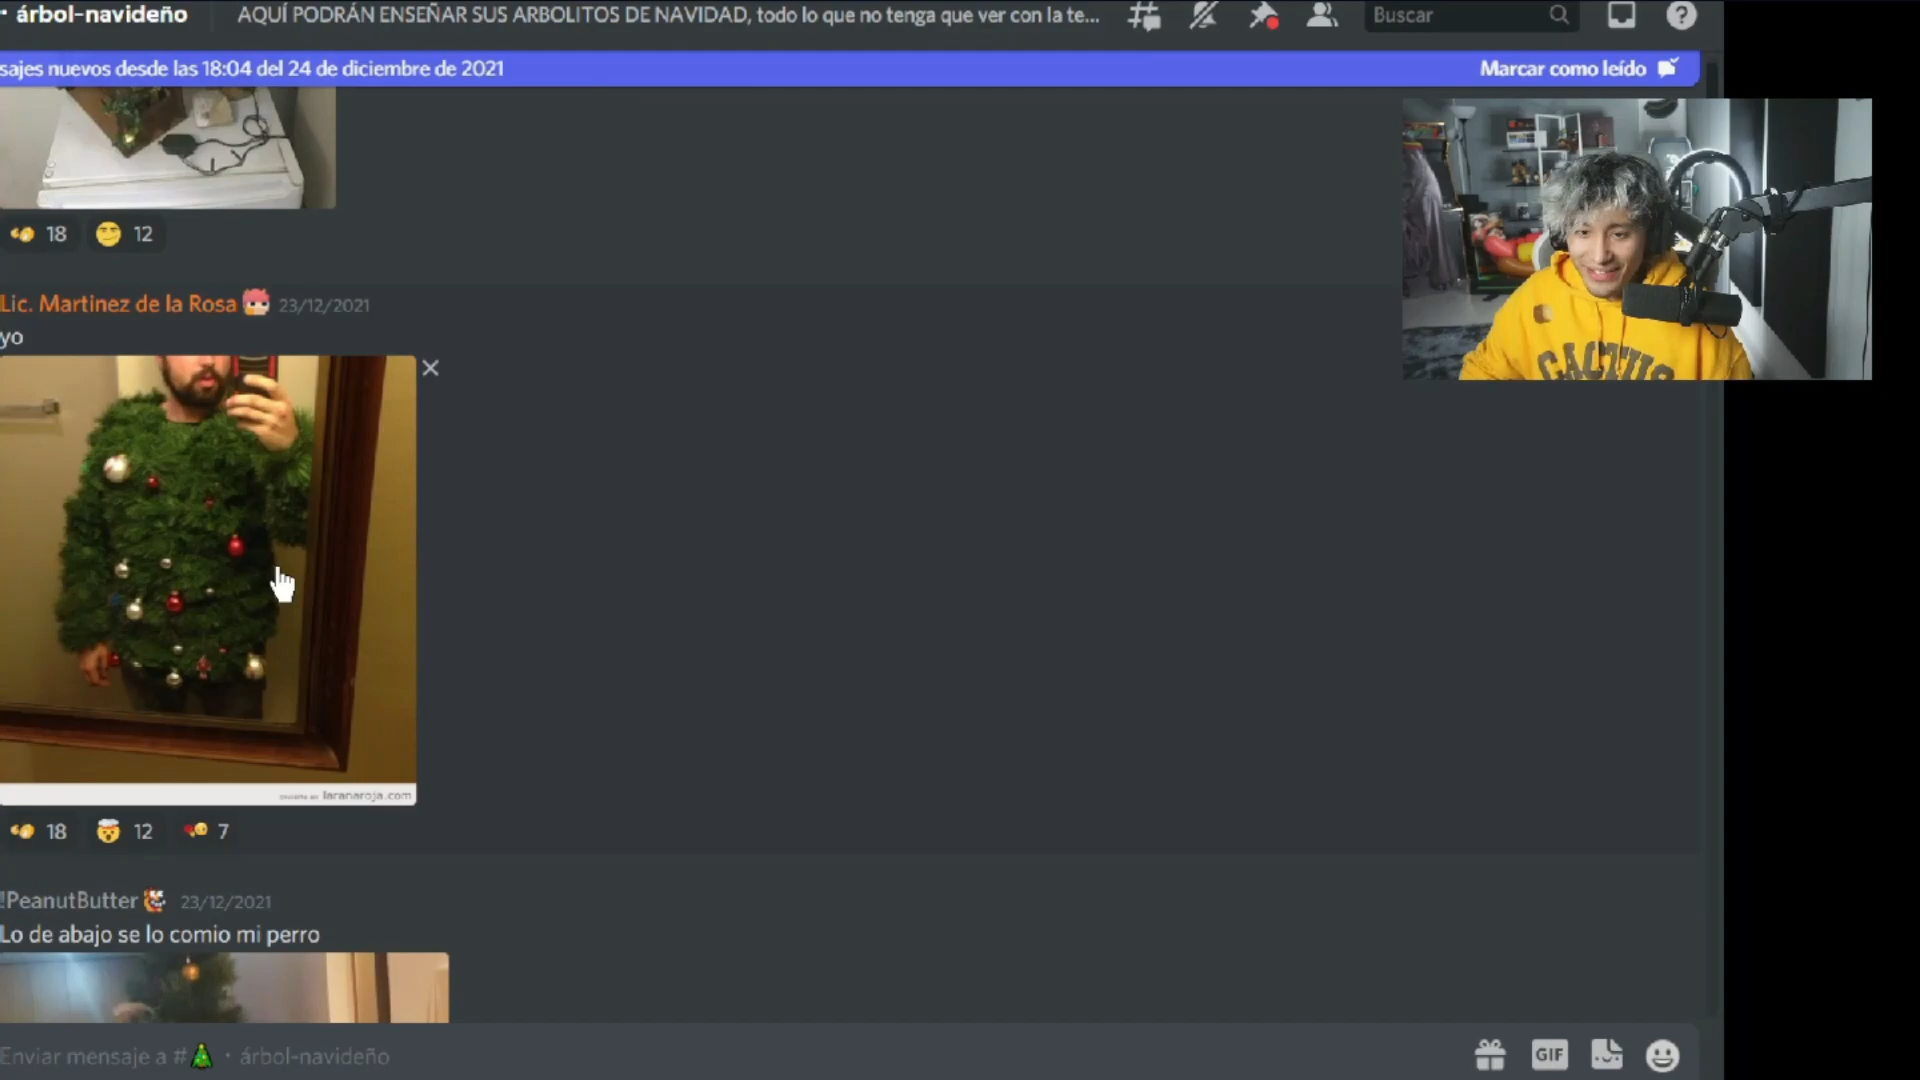 árbol-navideño
AQUÍ PODRÁN ENSEÑAR SUS ARBOLITOS DE NAVIDAD, todo lo que no tenga que ver con la te...
Buscar
sajes nuevos desde las 18:04 del 24 de diciembre de 2021
Marcar como leído
18 12
Lic. Martinez de la Rosa 23/12/2021
yo
CACTUS
laranaroja.com
18 12 7
!PeanutButter 23/12/2021
Lo de abajo se lo comio mi perro
Enviar mensaje a # · árbol-navideño
GIF